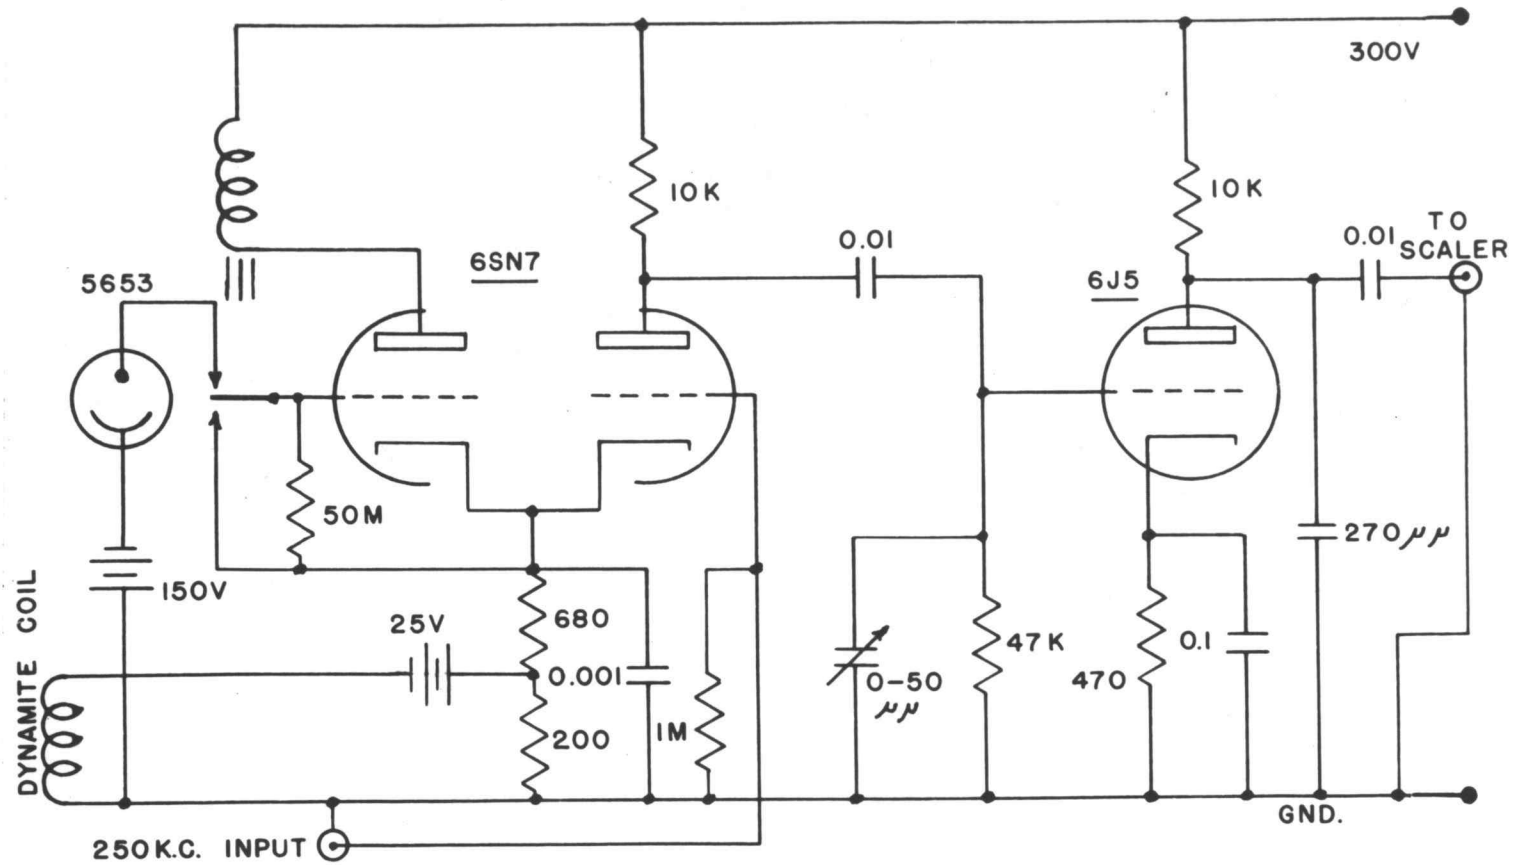 300V
10K
10K
0.01
TO
0.01 SCALER
6SN7
5653
6J5
50M
270μμ
150V
25V
680
DYNAMITE COIL
0.001
0-50
μμ
47K
470
0.1
200
1M
GND.
250K.C. INPUT